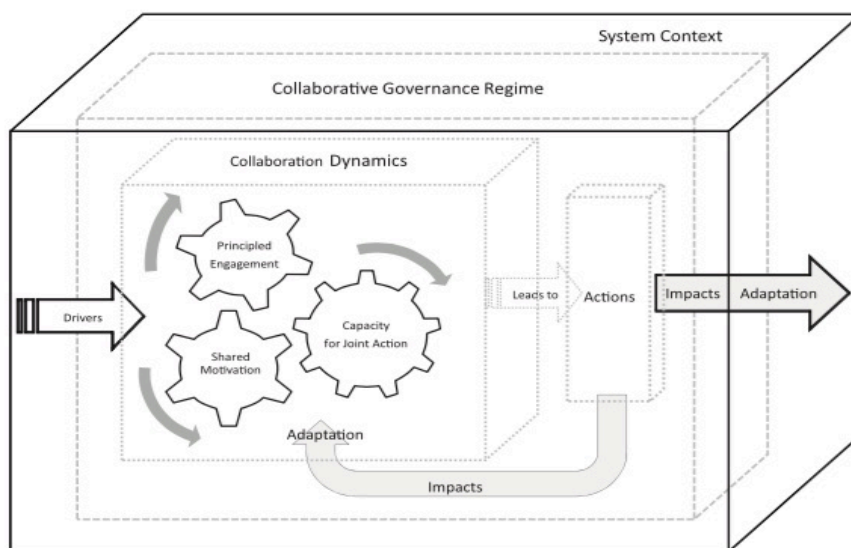 System Context
Collaborative Governance Regime
Collaboration Dynamics
Principled
Engagement
Drivers
Capacity
for Joint Action
Shared
Motivation
Leads to
Actions
Impacts
Adaptation
Adaptation
Impacts